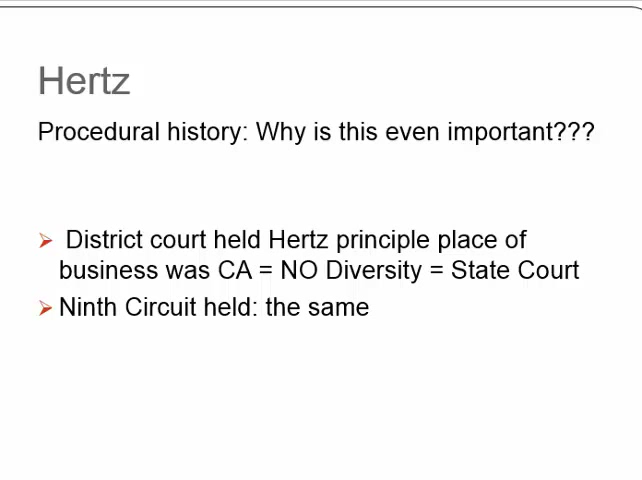 Hertz
Procedural history: Why is this even important???
District court held Hertz principle place of
business was CA = NO Diversity = State Court
Ninth Circuit held: the same